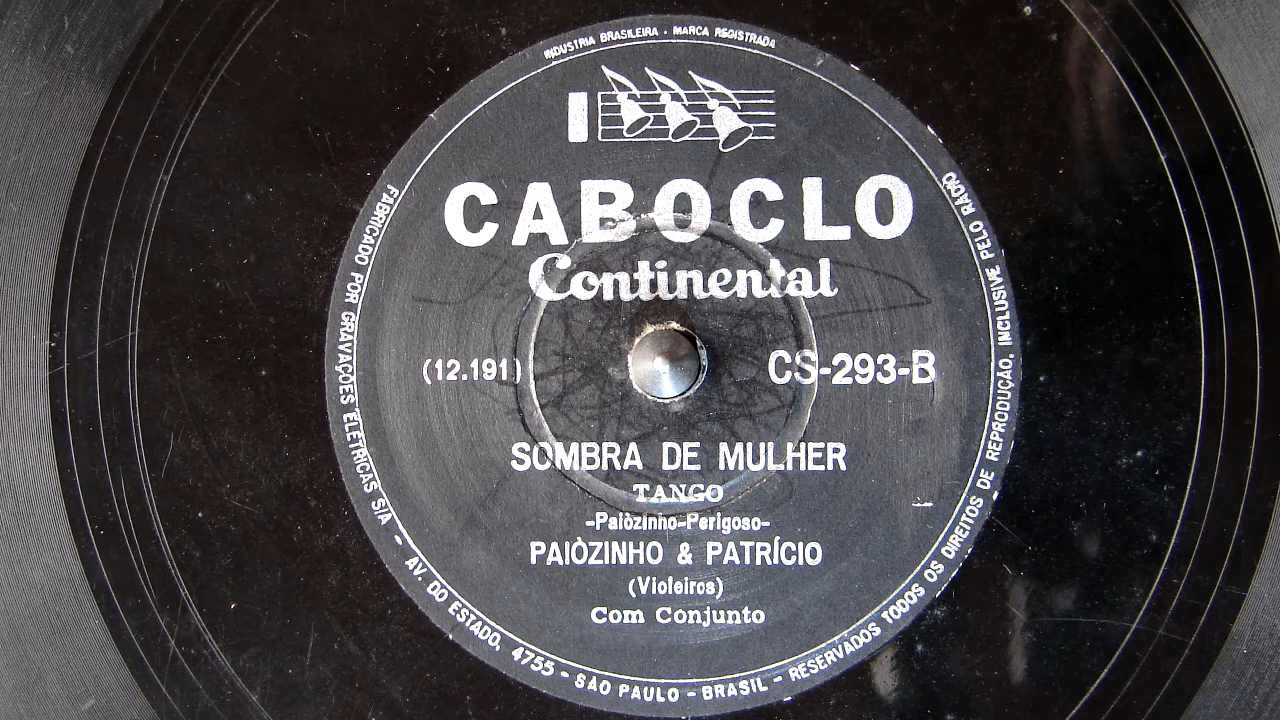 INDUSTRIA BRASILEIRA - MARCA REGISTRADA
CABOCLO
Continental
(12.191)
CS-293-B
SOMBRA DE MULHER
TANGO
-Paiòzinho-Perigoso-
PAIÒZINHO & PATRÍCIO
(Violeiros)
Com Conjunto
FABRICADO POR GRAVAÇÕES ELÉTRICAS S/A - AV. DO ESTADO, 4755 - SÃO PAULO - BRASIL - RESERVADOS TODOS OS DIREITOS DE REPRODUÇÃO, INCLUSIVE PELO RÁDIO